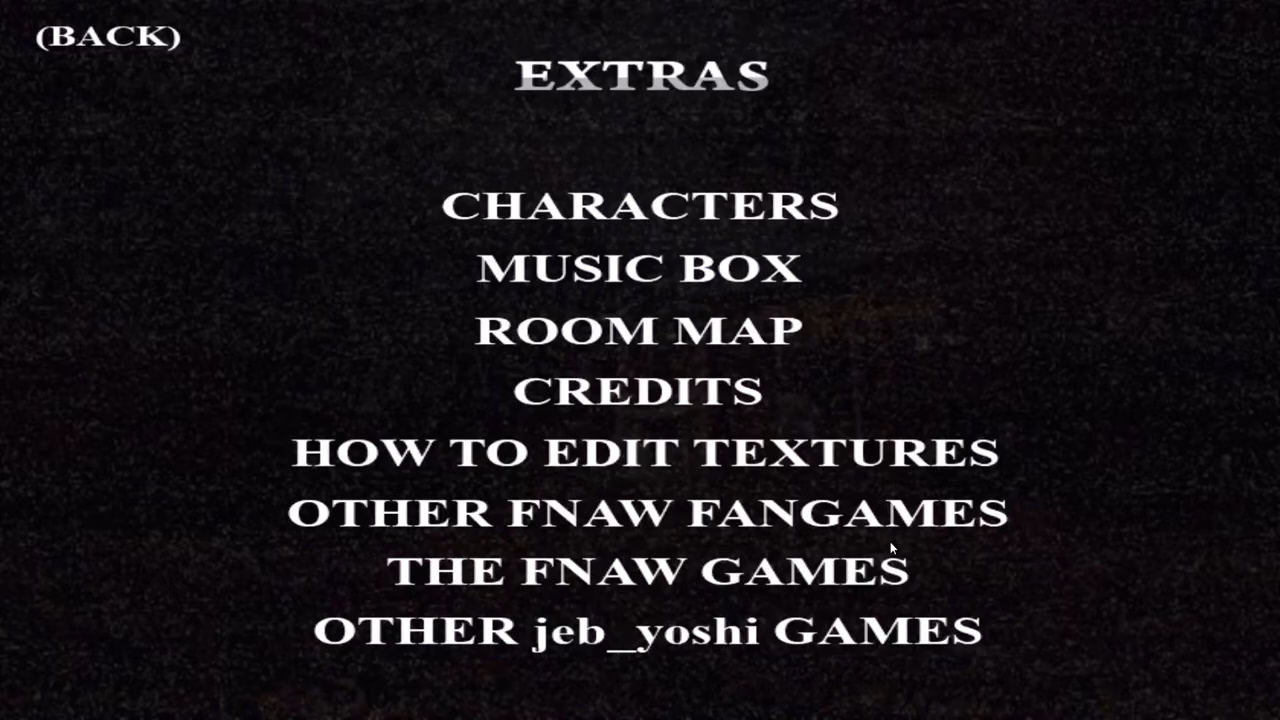 (BACK)
EXTRAS
CHARACTERS
MUSIC BOX
ROOM MAP
CREDITS
HOW TO EDIT TEXTURES
OTHER FNAW FANGAMES
THE FNAW GAMES
OTHER jeb_yoshi GAMES